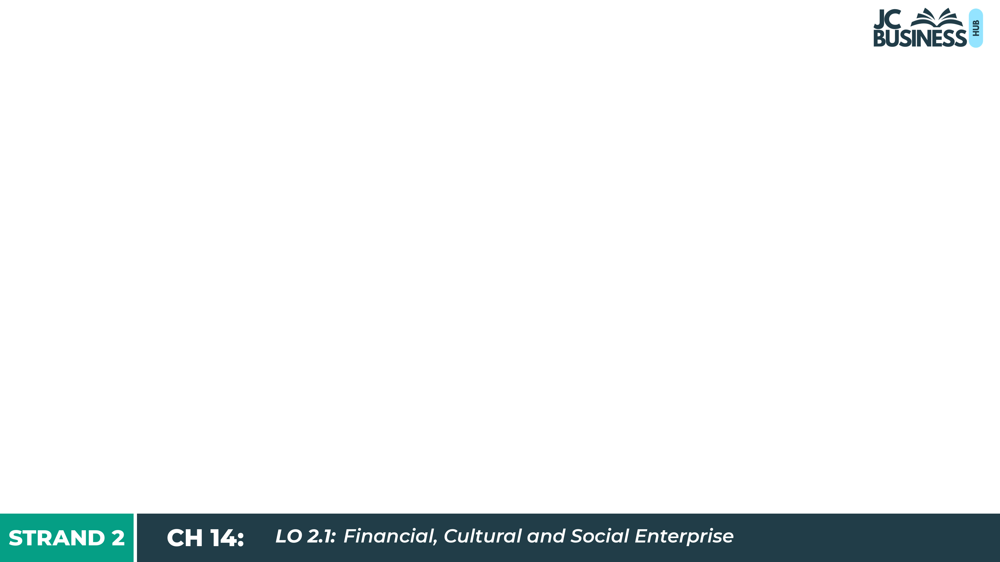 JC
BUSINESS
HUB
STRAND 2
CH 14:
LO 2.1: Financial, Cultural and Social Enterprise